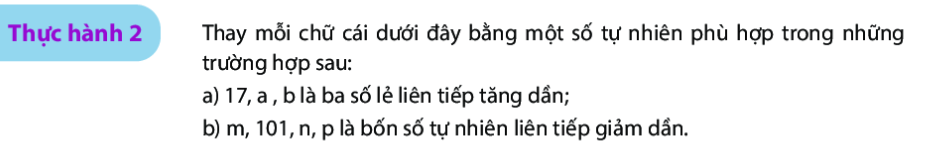 Thực hành 2
Thay mỗi chữ cái dưới đây bằng một số tự nhiên phù hợp trong những
trường hợp sau:
a) 17, a , b là ba số lẻ liên tiếp tăng dần;
b) m, 101, n, p là bốn số tự nhiên liên tiếp giảm dần.